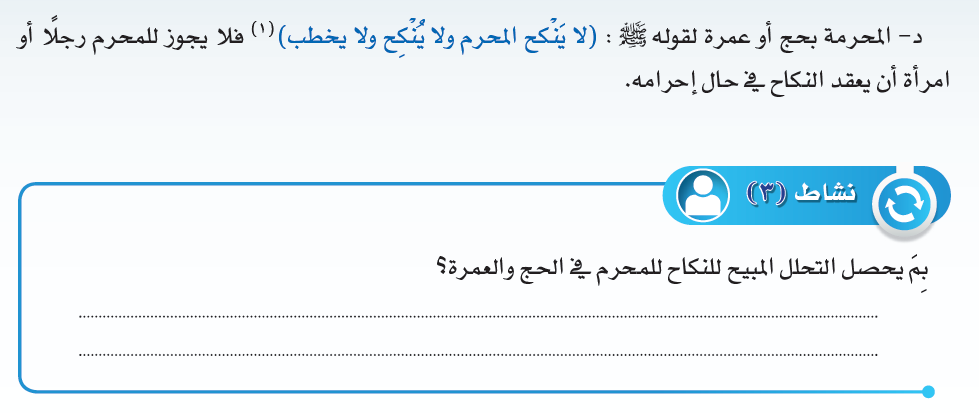 د- المحرمة بحج أو عمرة لقوله ﷺ : (لا يَنْكح المحرم ولا يُنْكِح ولا يخطب)(١) فلا يجوز للمحرم رجلًا أو
امرأة أن يعقد النكاح في حال إحرامه.
نشاط (٣)
بِمَ يحصل التحلل المبيح للنكاح للمحرم في الحج والعمرة؟